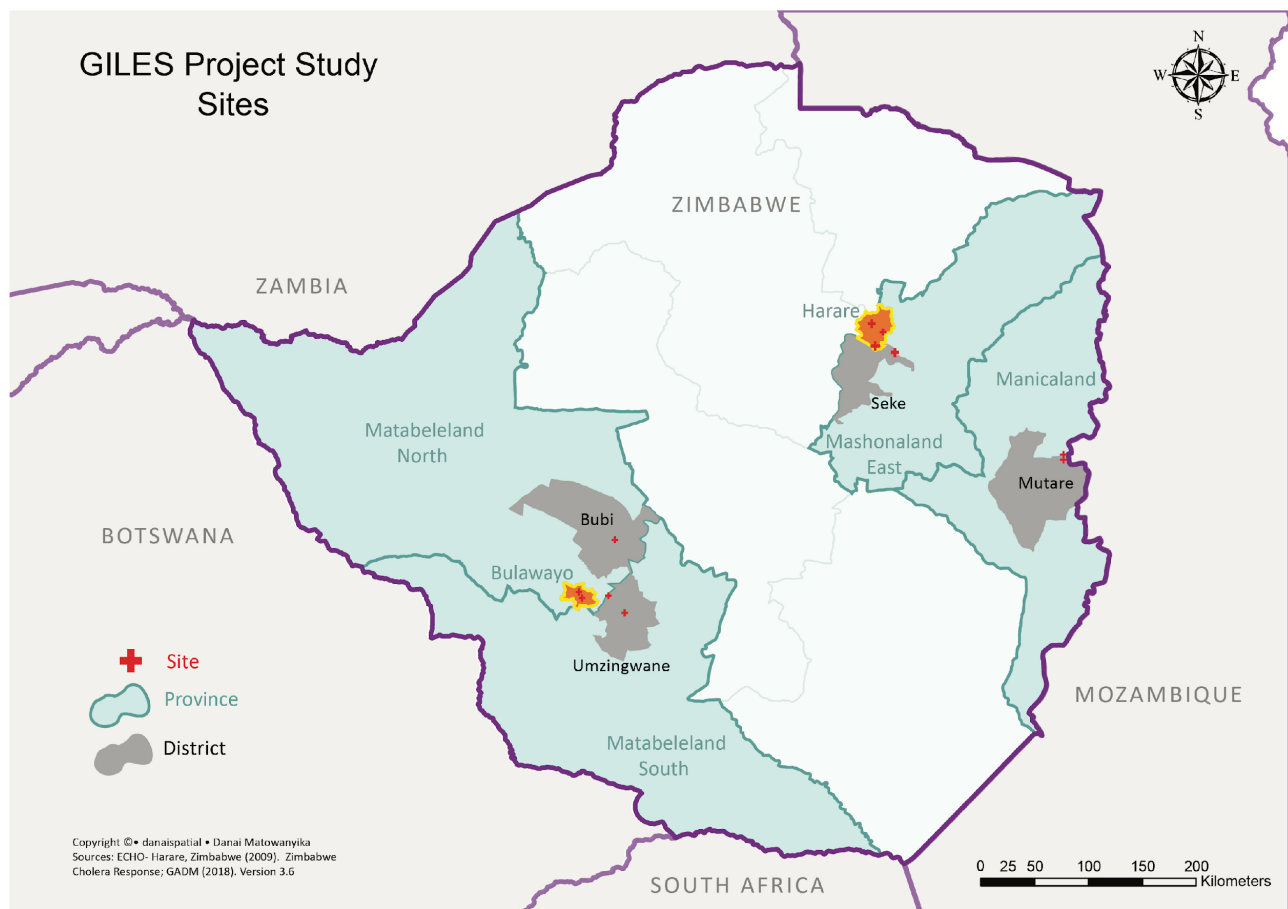 GILES Project Study
Sites
N
W
E
S
ZIMBABWE
ZAMBIA
Harare
Manicaland
Seke
Matabeleland
North
Mashonaland
East
Mutare
Bubi
BOTSWANA
Bulawayo
Umzingwane
Site
MOZAMBIQUE
Province
Matabeleland
South
District
Copyright ©• danaispatial • Danai Matowanyika
Sources: ECHO- Harare, Zimbabwe (2009). Zimbabwe
Cholera Response; GADM (2018). Version 3.6
0 25 50 100 150 200
Kilometers
SOUTH AFRICA